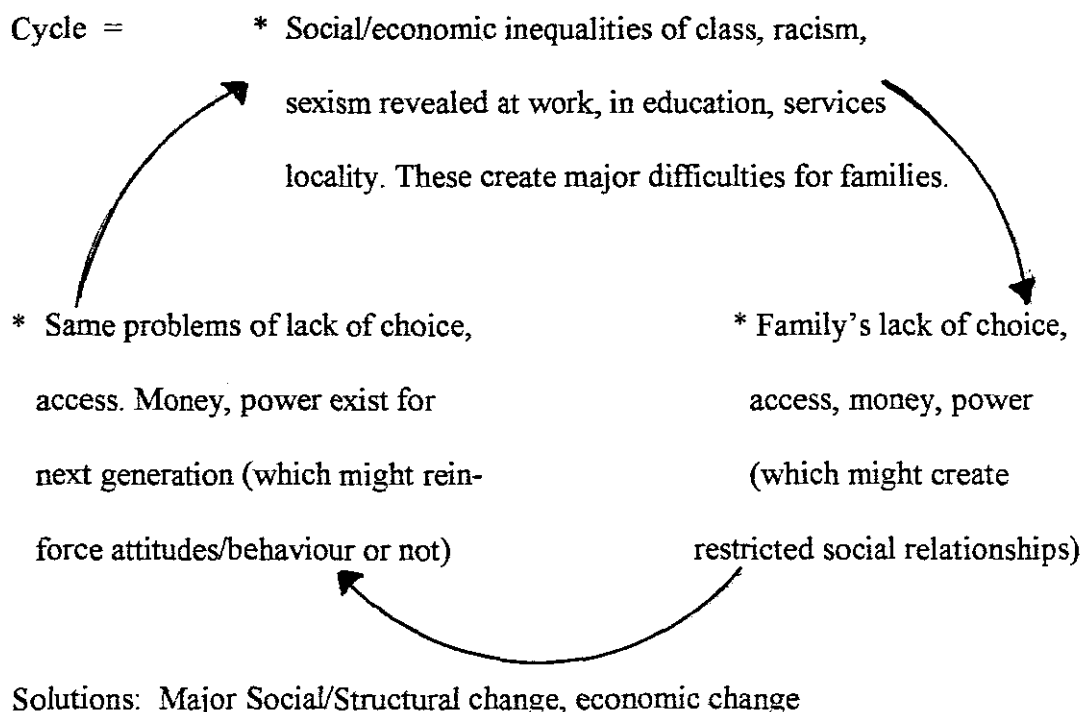 Cycle = * Social/economic inequalities of class, racism,
sexism revealed at work, in education, services
locality. These create major difficulties for families.
* Same problems of lack of choice,
access. Money, power exist for
next generation (which might rein-
force attitudes/behaviour or not)
* Family's lack of choice,
access, money, power
(which might create
restricted social relationships)
Solutions: Major Social/Structural change, economic change